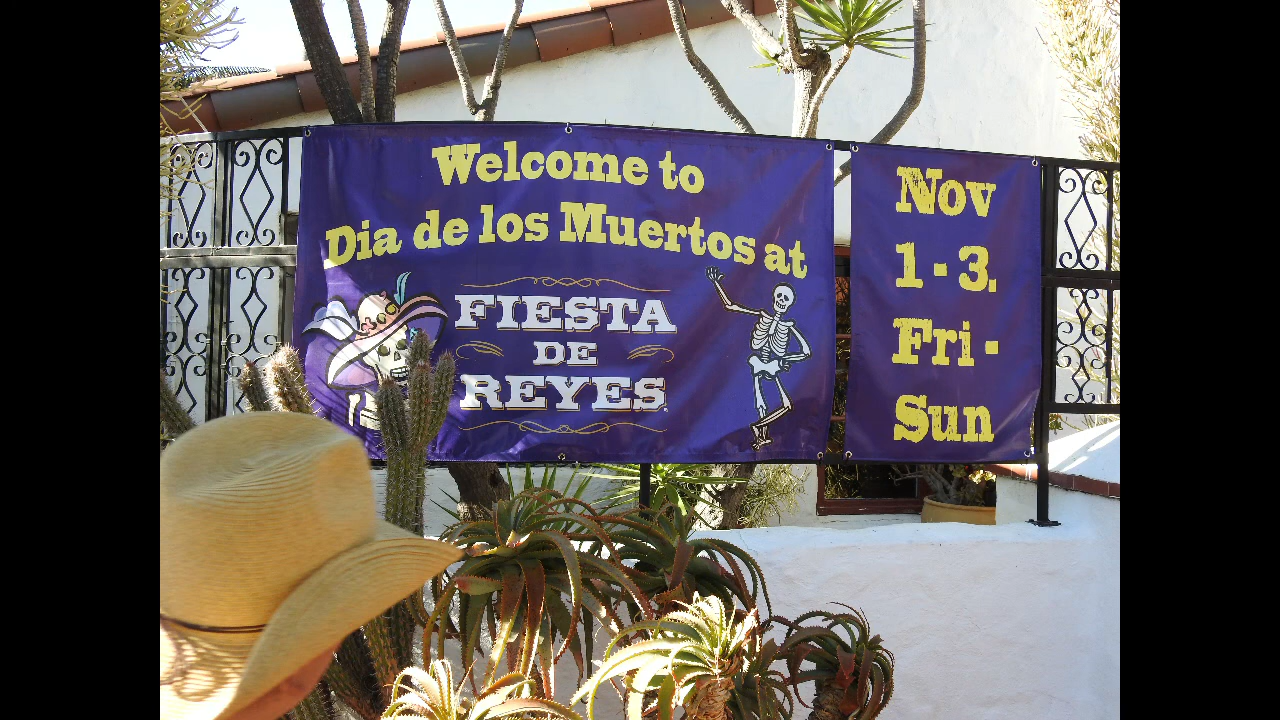 Welcome to
Dia de los Muertos at
FIESTA
DE
REYES
Nov
1-3.
Fri-
Sun